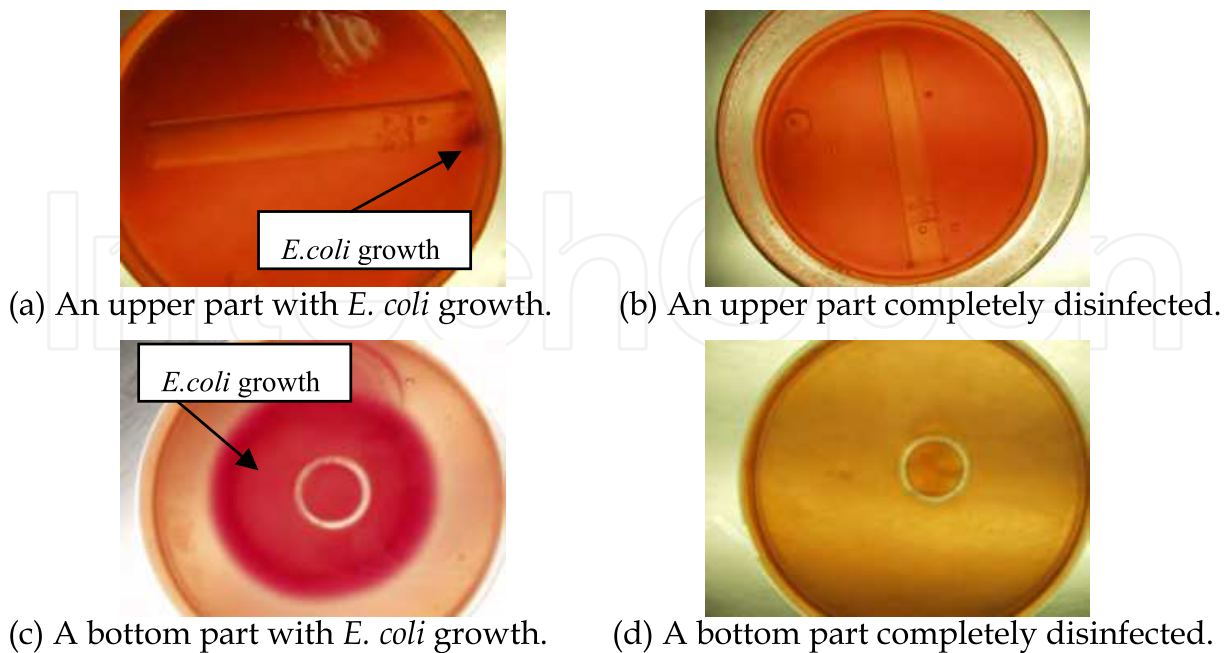 E.coli growth
(a) An upper part with E. coli growth.
(b) An upper part completely disinfected.
E.coli growth
(c) A bottom part with E. coli growth.
(d) A bottom part completely disinfected.
IntechOpen